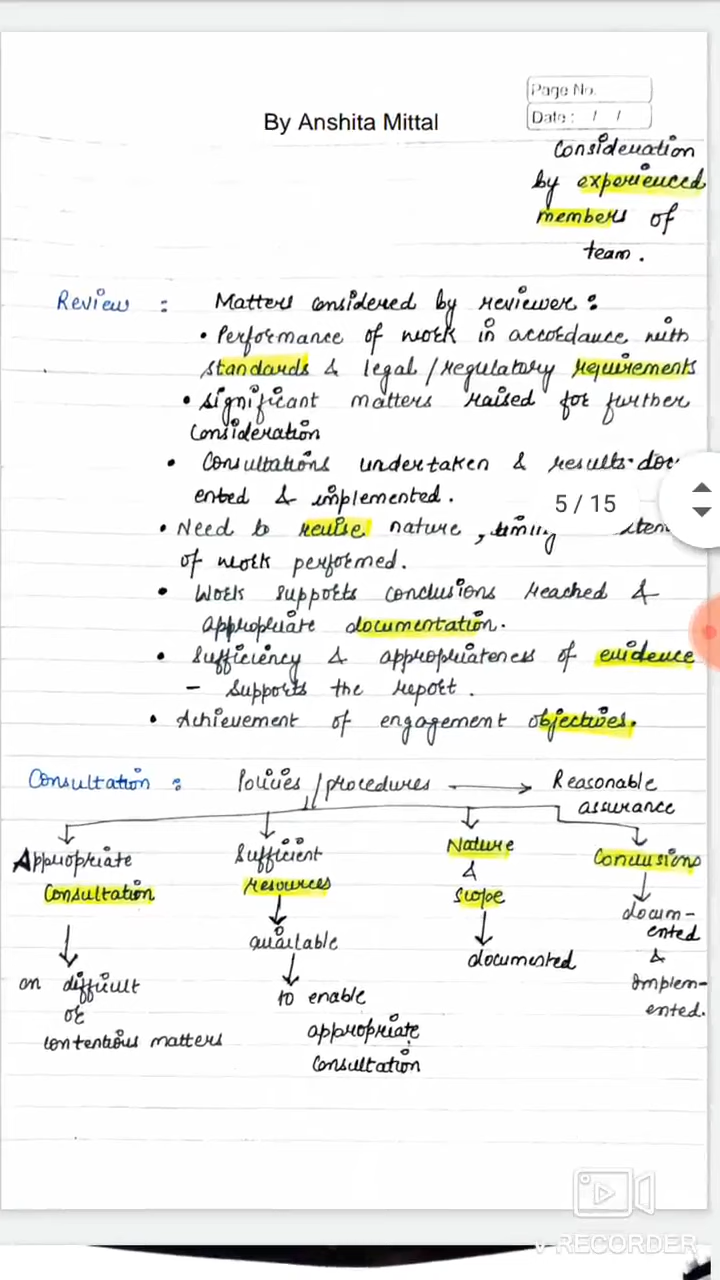 Page No.
Date : / /
By Anshita Mittal
Consideration
by experienced
members of
team.
Review : Matters considered by reviewer :
• Performance of work in accordance with
standards & legal / regulatory requirements
• Significant matters raised for further
consideration
• Consultations undertaken & results
ented & implemented.
5 / 15
• Need to revise nature, timing
of work performed.
• Work supports conclusions reached &
appropriate documentation.
• Sufficiency & appropriateness of evidence
- supports the report.
• Achievement of engagement objectives.
Consultation : Policies / procedures → Reasonable
assurance
Appropriate Sufficient Nature Conclusions
Consultation resources & scope
available documented docum-
ented
on difficult to enable & implem-
or appropriate ented.
contentious matters consultation
RECORDER